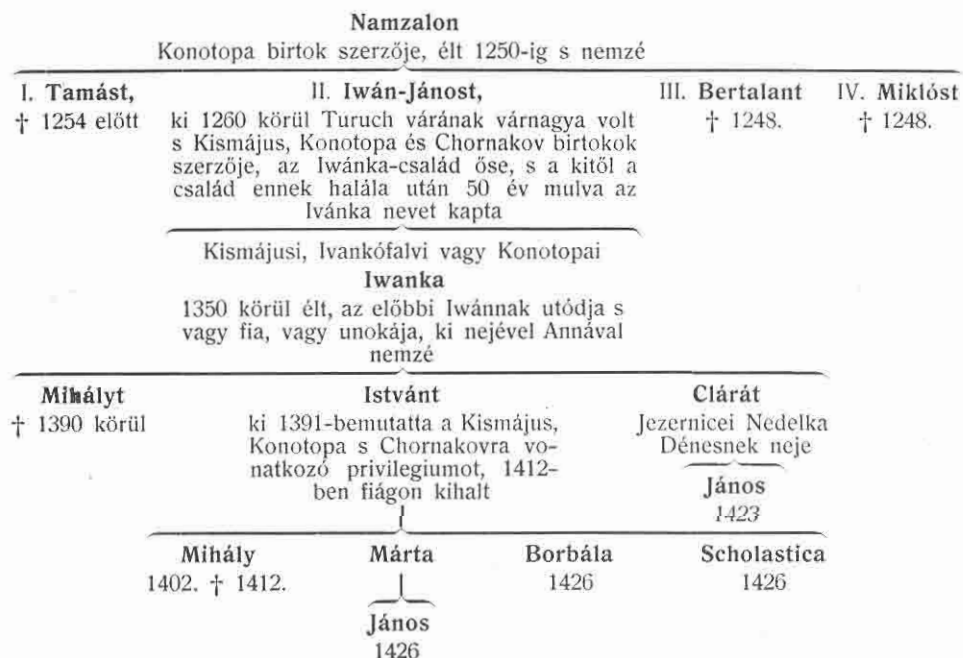 Namzalon
Konotopa birtok szerzője, élt 1250-ig s nemzé
I. Tamást,
† 1254 előtt
II. Iwán-Jánost,
ki 1260 körül Turuch várának várnagya volt
s Kismájus, Konotopa és Chornakov birtokok
szerzője, az Iwánka-család őse, s a kitől a
család ennek halála után 50 év mulva az
Ivánka nevet kapta
III. Bertalant
† 1248.
IV. Miklóst
† 1248.
Kismájusi, Ivankófalvi vagy Konotopai
Iwanka
1350 körül élt, az előbbi Iwánnak utódja s
vagy fia, vagy unokája, ki nejével Annával
nemzé
Mihályt
† 1390 körül
Istvánt
ki 1391-bemutatta a Kismájus,
Konotopa s Chornakovra vo-
natkozó privilegiumot, 1412-
ben fiágon kihalt
Clárát
Jezernicei Nedelka
Dénesnek neje
János
1423
Mihály
1402. † 1412.
Márta
Borbála
1426
Scholastica
1426
János
1426